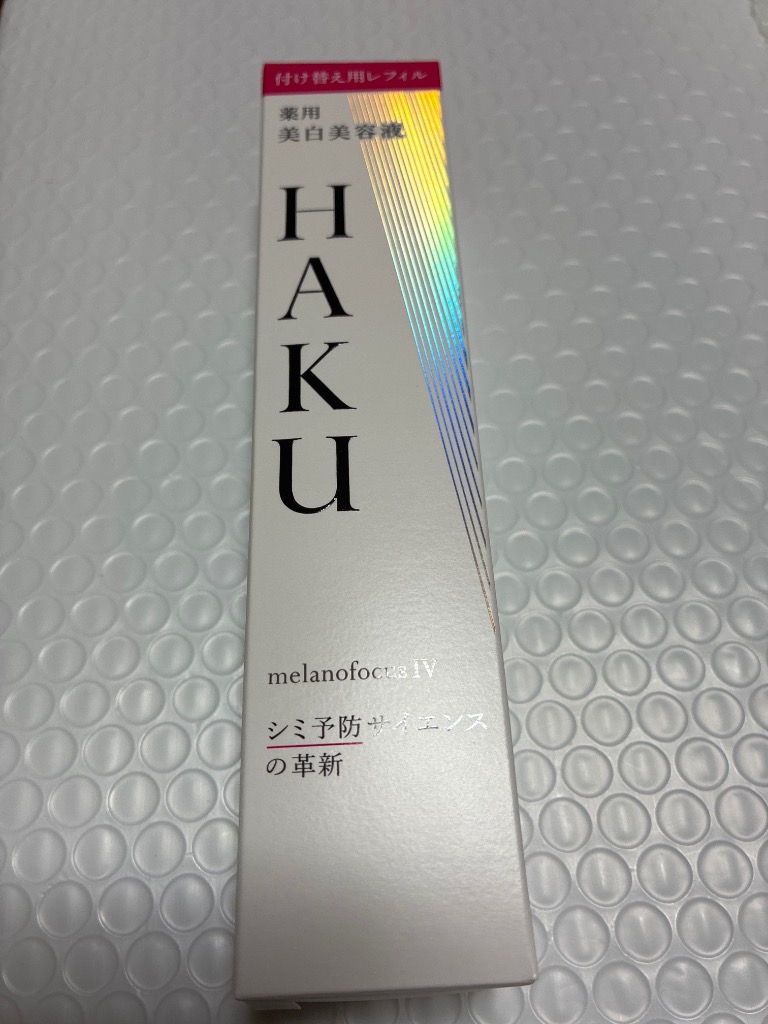 付け替え用レフィル
薬用
美白美容液
HAKU
melanofocus IV
シミ予防サイエンス
の革新